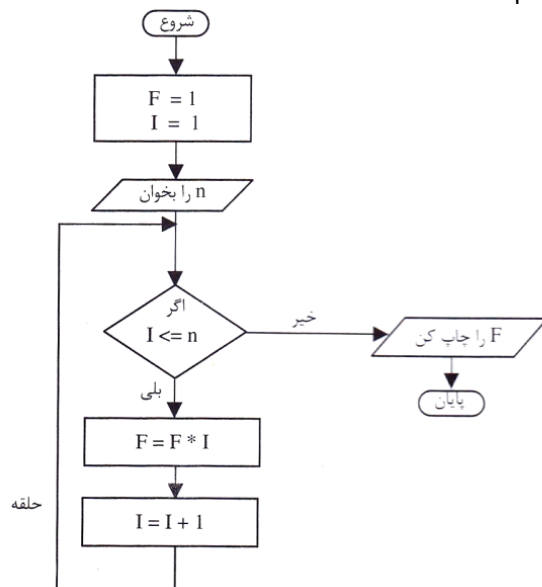 شروع
F = 1
I = 1
n را بخوان
اگر
I <= n
خیر
F را چاپ کن
پایان
بلی
F = F * I
I = I + 1
حلقه